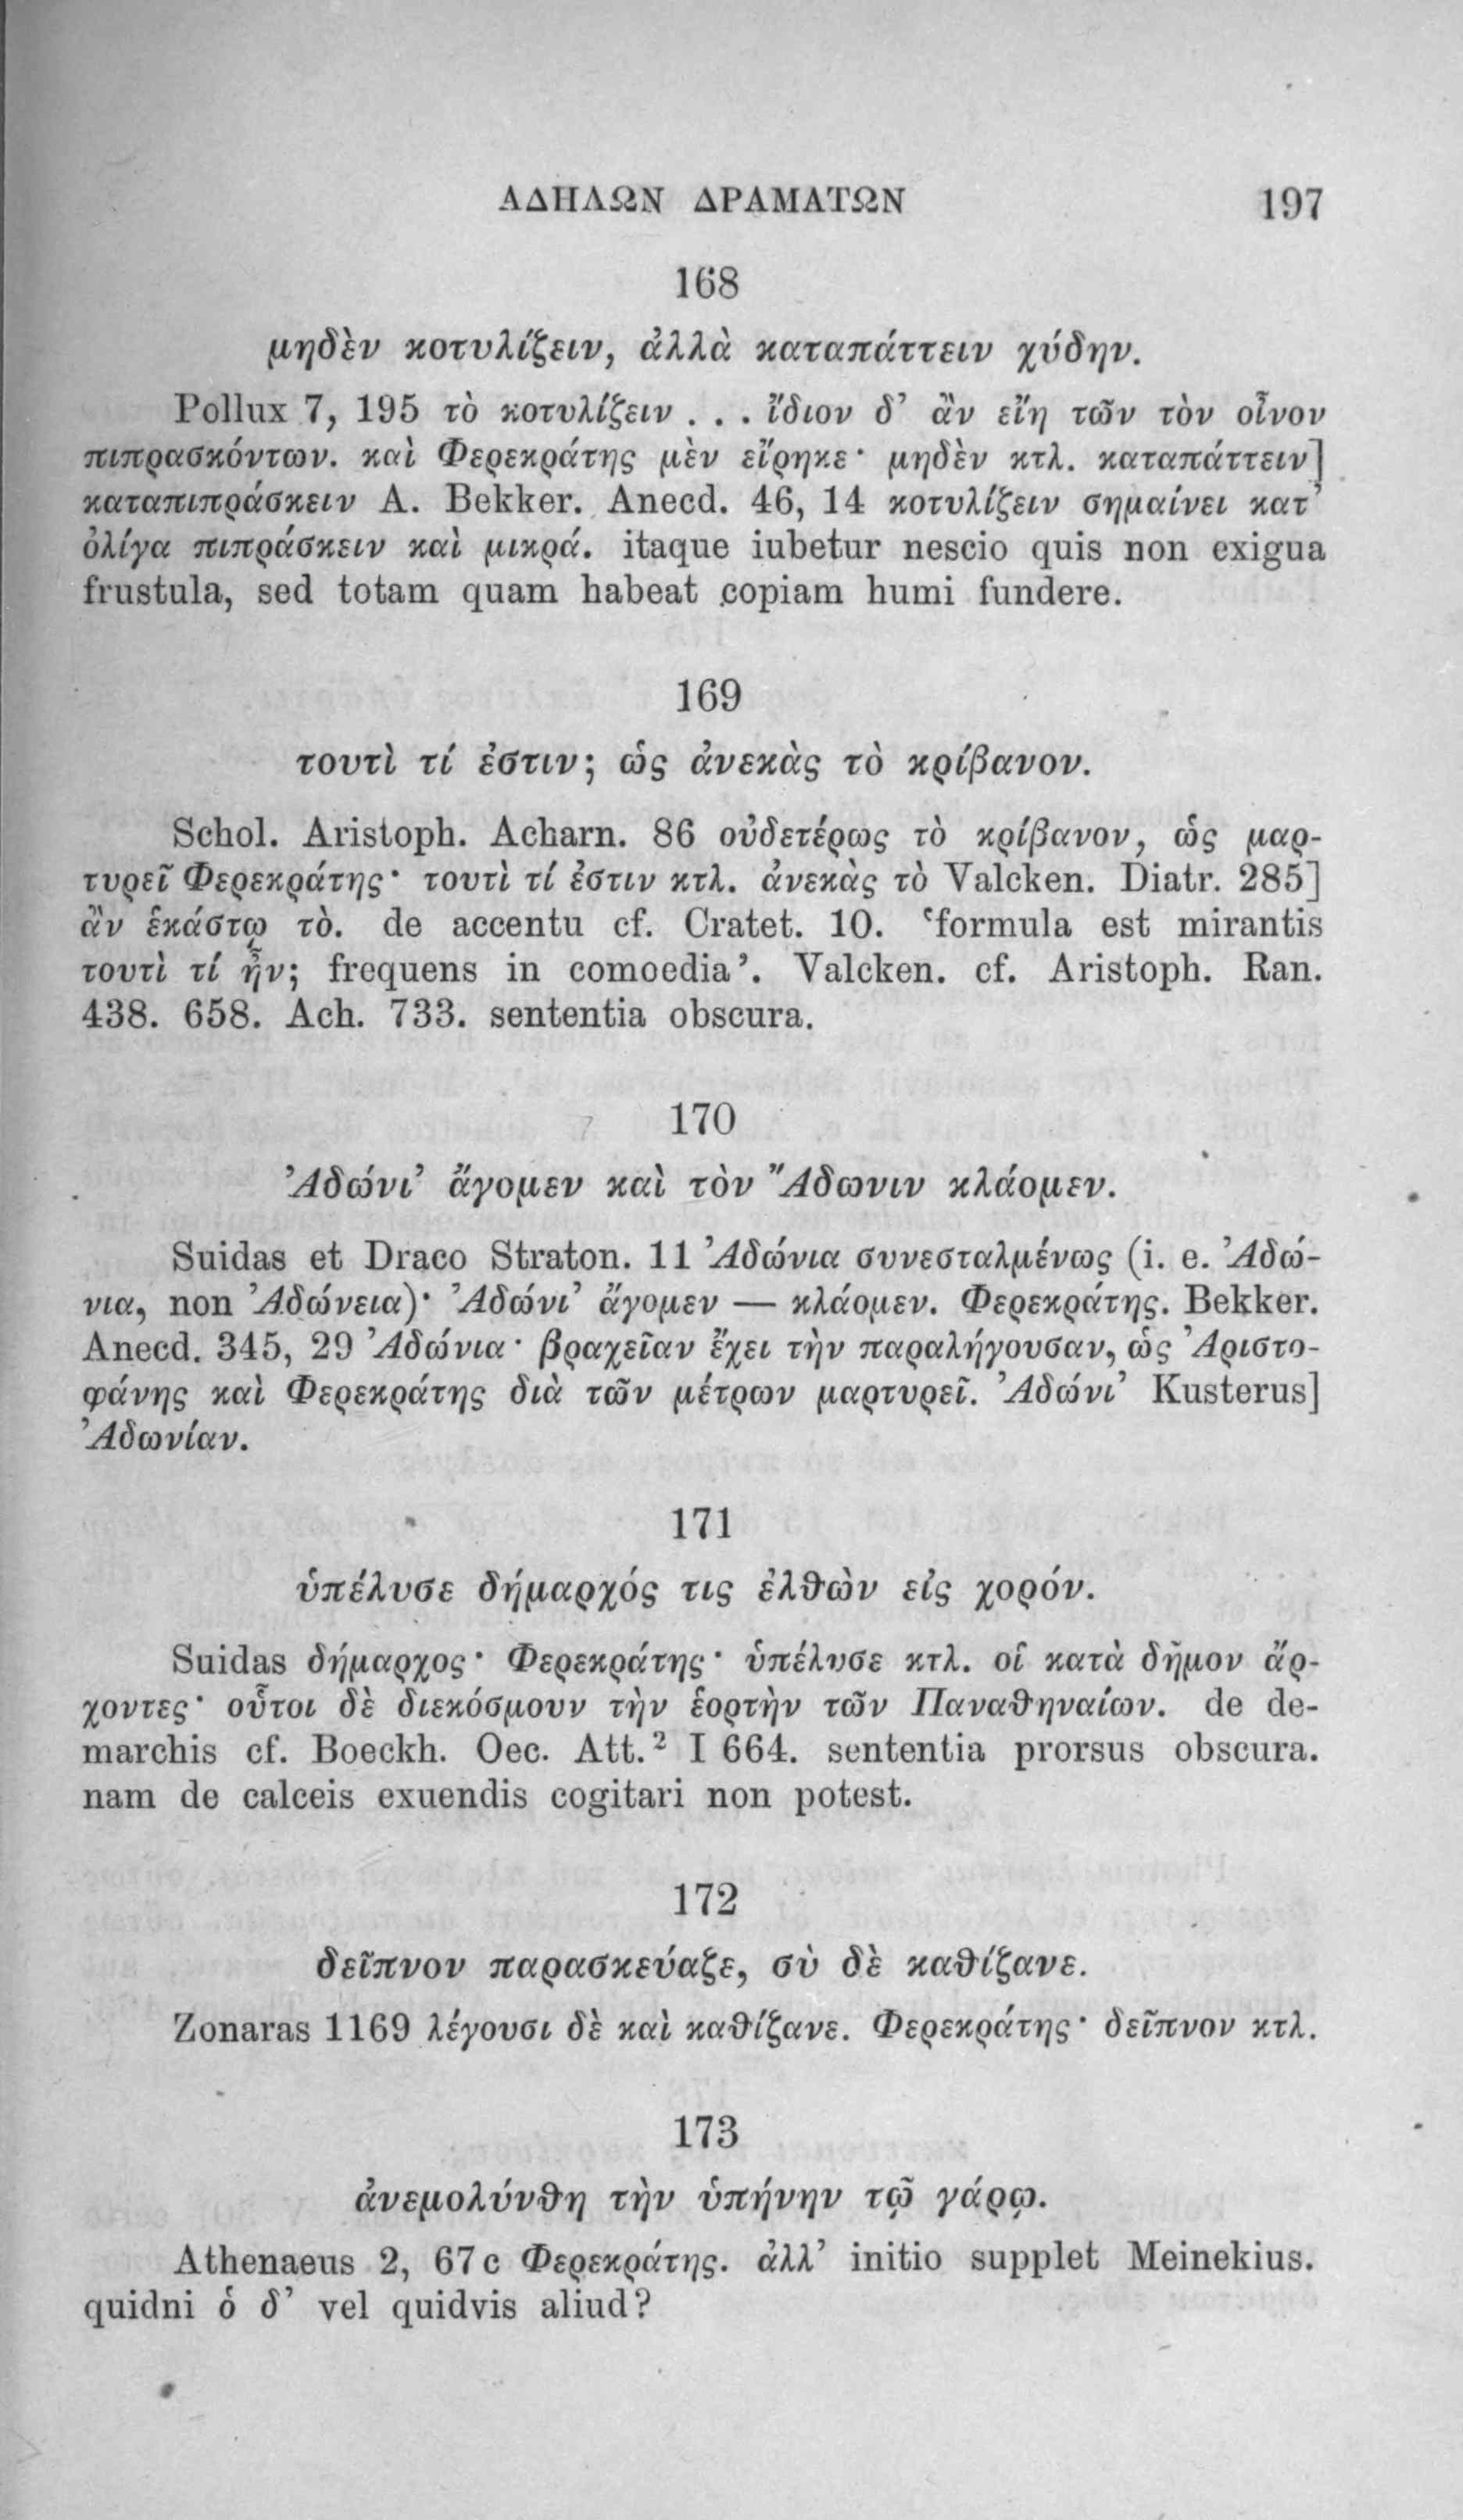 ΑΔΗΛΩΝ ΔΡΑΜΑΤΩΝ 197
168
μηδὲν κοτυλίζειν, ἀλλὰ καταπάττειν χύδην.
Pollux 7, 195 τὸ κοτυλίζειν . . . ἴδιον δ’ ἂν εἴη τῶν τὸν οἶνον
πιπρασκόντων. καὶ Φερεκράτης μὲν εἴρηκε· μηδὲν κτλ. καταπάττειν]
καταπιπράσκειν A. Bekker. Anecd. 46, 14 κοτυλίζειν σημαίνει κατ’
ὀλίγα πιπράσκειν καὶ μικρά. itaque iubetur nescio quis non exigua
frustula, sed totam quam habeat copiam humi fundere.
169
τουτὶ τί ἐστιν; ὡς ἀνεκὰς τὸ κρίβανον.
Schol. Aristoph. Acharn. 86 οὐδετέρως τὸ κρίβανον, ὡς μαρ-
τυρεῖ Φερεκράτης· τουτὶ τί ἐστιν κτλ. ἀνεκὰς τὸ Valcken. Diatr. 285]
ἂν ἑκάστῳ τὸ. de accentu cf. Cratet. 10. ‘formula est mirantis
τουτὶ τί ἦν; frequens in comoedia’. Valcken. cf. Aristoph. Ran.
438. 658. Ach. 733. sententia obscura.
170
Ἀδώνι’ ἄγομεν καὶ τὸν Ἄδωνιν κλάομεν.
Suidas et Draco Straton. 11 Ἀδώνια συνεσταλμένως (i. e. Ἀδώ-
νια, non Ἀδώνεια)· Ἀδώνι’ ἄγομεν — κλάομεν. Φερεκράτης. Bekker.
Anecd. 345, 29 Ἀδώνια· βραχεῖαν ἔχει τὴν παραλήγουσαν, ὡς Ἀριστο-
φάνης καὶ Φερεκράτης διὰ τῶν μέτρων μαρτυρεῖ. Ἀδώνι’ Kusterus]
Ἀδωνίαν.
171
ὑπέλυσε δήμαρχός τις ἐλθὼν εἰς χορόν.
Suidas δήμαρχος· Φερεκράτης· ὑπέλυσε κτλ. οἱ κατὰ δῆμον ἄρ-
χοντες· οὗτοι δὲ διεκόσμουν τὴν ἑορτὴν τῶν Παναθηναίων. de de-
marchis cf. Boeckh. Oec. Att.² I 664. sententia prorsus obscura.
nam de calceis exuendis cogitari non potest.
172
δεῖπνον παρασκεύαζε, σὺ δὲ καθίζανε.
Zonaras 1169 λέγουσι δὲ καὶ καθίζανε. Φερεκράτης· δεῖπνον κτλ.
173
ἀνεμολύνθη τὴν ὑπήνην τῷ γάρῳ.
Athenaeus 2, 67 c Φερεκράτης. ἀλλ’ initio supplet Meinekius.
quidni ὁ δ’ vel quidvis aliud?